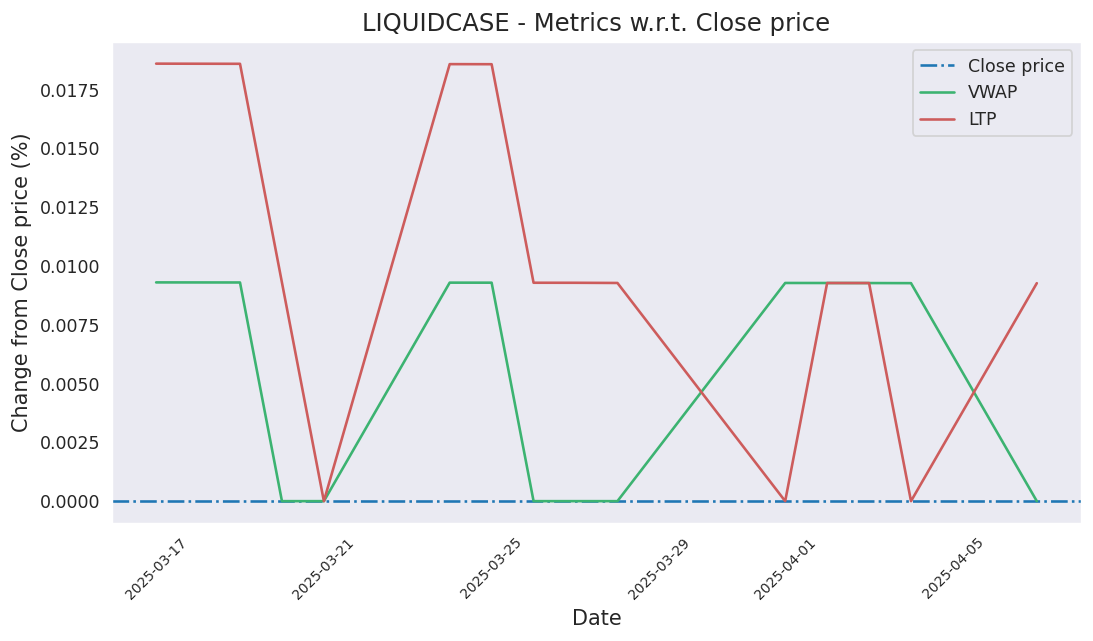 LIQUIDCASE - Metrics w.r.t. Close price
Close price
VWAP
LTP
Change from Close price (%)
0.0175
0.0150
0.0125
0.0100
0.0075
0.0050
0.0025
0.0000
2025-03-17
2025-03-21
2025-03-25
2025-03-29
2025-04-01
2025-04-05
Date